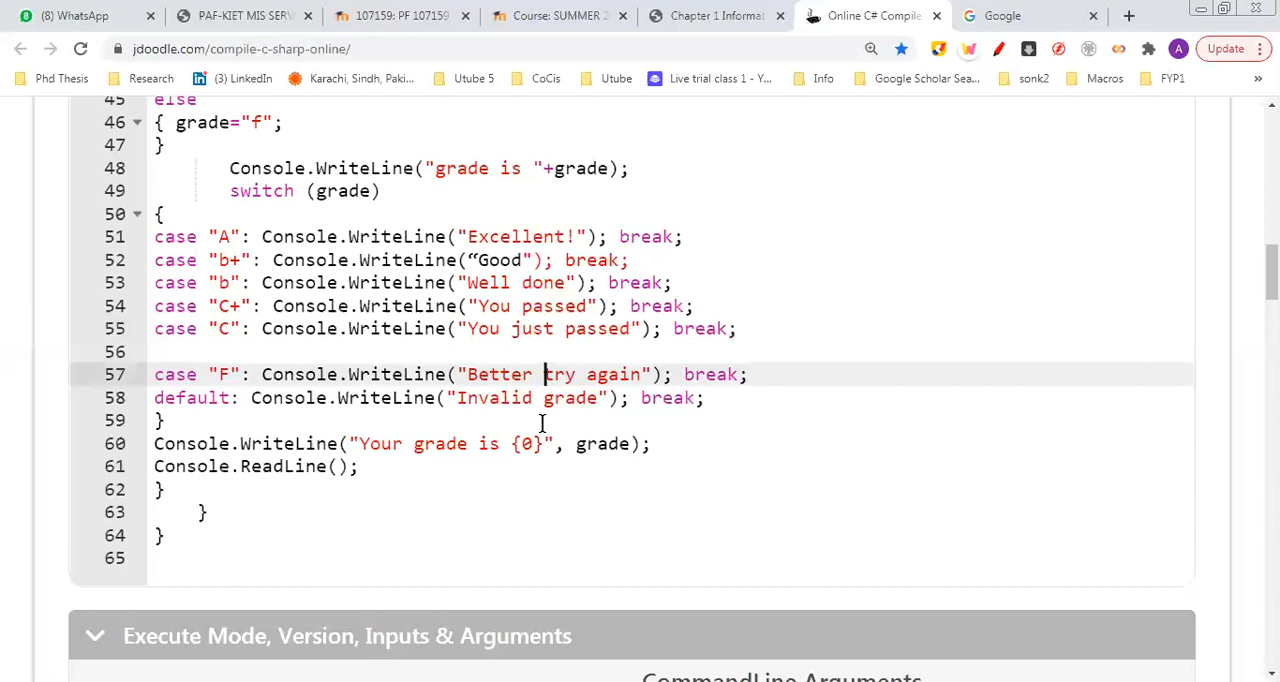 (8) WhatsApp
PAF-KIET MIS SERV
107159: PF 107159
Course: SUMMER 2
Chapter 1 Informat
Online C# Compile
Google
jdoodle.com/compile-c-sharp-online/
A
Update
Phd Thesis
Research
(3) LinkedIn
Karachi, Sindh, Paki...
Utube 5
CoCis
Utube
Live trial class 1 - Y...
Info
Google Scholar Sea...
sonk2
Macros
FYP1
»
45 else
46 { grade="f";
47 }
48 Console.WriteLine("grade is "+grade);
49 switch (grade)
50 {
51 case "A": Console.WriteLine("Excellent!"); break;
52 case "b+": Console.WriteLine(“Good"); break;
53 case "b": Console.WriteLine("Well done"); break;
54 case "C+": Console.WriteLine("You passed"); break;
55 case "C": Console.WriteLine("You just passed"); break;
56
57 case "F": Console.WriteLine("Better try again"); break;
58 default: Console.WriteLine("Invalid grade"); break;
59 }
60 Console.WriteLine("Your grade is {0}", grade);
61 Console.ReadLine();
62 }
63 }
64 }
65
Execute Mode, Version, Inputs & Arguments
CommandLine Arguments